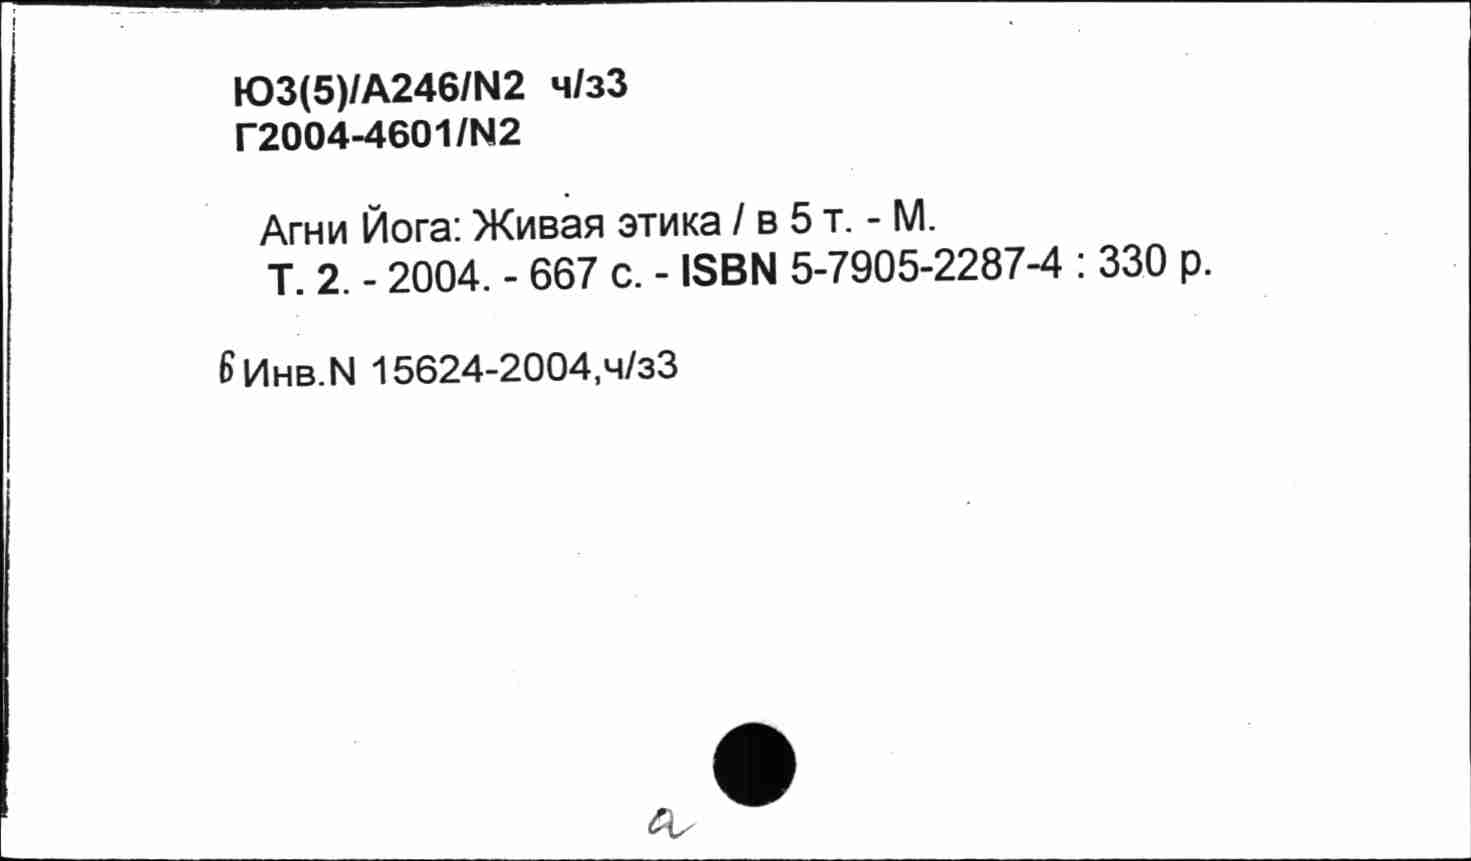 Ю3(5)/А246/N2 ч/з3
Г2004-4601/N2
Агни Йога: Живая этика / в 5 т. - М.
Т. 2. - 2004. - 667 с. - ISBN 5-7905-2287-4 : 330 р.
б Инв.N 15624-2004,ч/з3
а